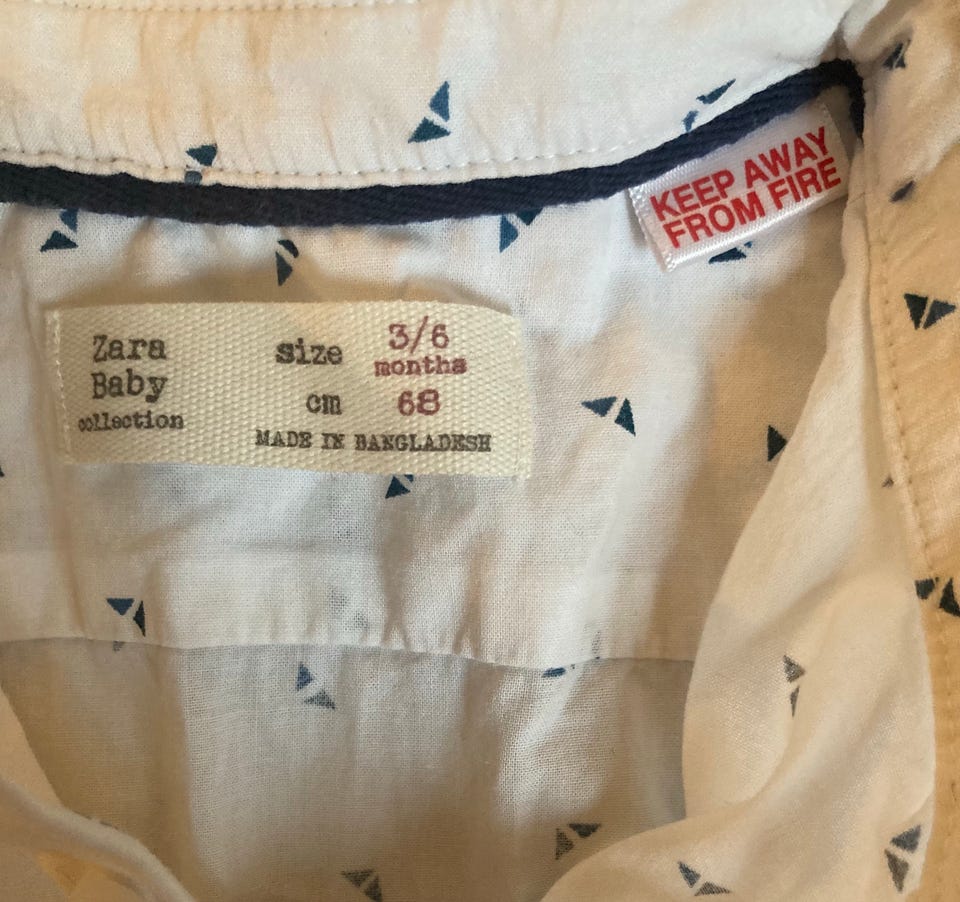 KEEP AWAY
FROM FIRE
Zara
Baby
collection
size 3/6
months
cm 68
MADE IN BANGLADESH